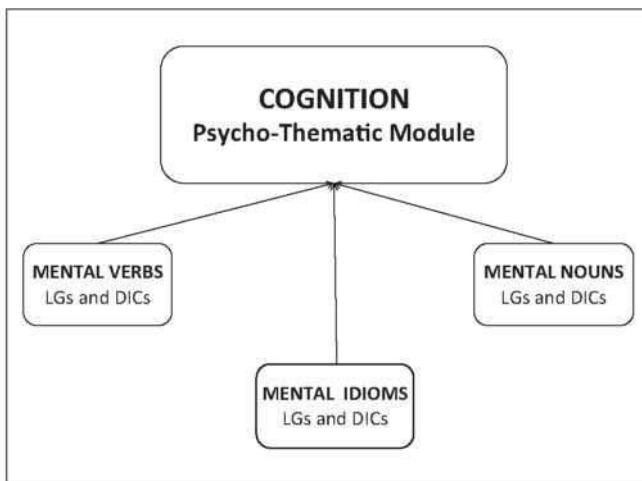 COGNITION
Psycho-Thematic Module
MENTAL VERBS
LGs and DICs
MENTAL NOUNS
LGs and DICs
MENTAL IDIOMS
LGs and DICs